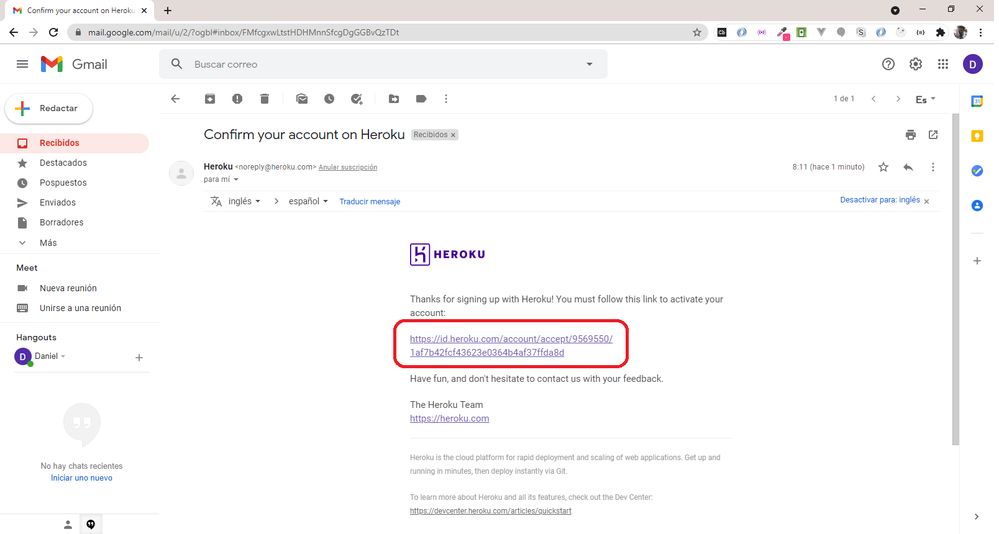 Confirm your account on Heroku
mail.google.com/mail/u/2/?ogbl#inbox/FMfcgxwLtstHDHMnnSfcgDgGGBvQzTDt
Gmail
Buscar correo
D
Redactar
1 de 1
Es
Recibidos
Destacados
Pospuestos
Enviados
Borradores
Más
Confirm your account on Heroku
Recibidos
Heroku <noreply@heroku.com> Anular suscripción
8:11 (hace 1 minuto)
para mí
inglés
español
Traducir mensaje
Desactivar para: inglés
Meet
Nueva reunión
Unirse a una reunión
Hangouts
D
Daniel
No hay chats recientes
Iniciar uno nuevo
HEROKU
Thanks for signing up with Heroku! You must follow this link to activate your
account:
https://id.heroku.com/account/accept/9569550/
1af7b42fcf43623e0364b4af37ffda8d
Have fun, and don't hesitate to contact us with your feedback.
The Heroku Team
https://heroku.com
Heroku is the cloud platform for rapid deployment and scaling of web applications. Get up and
running in minutes, then deploy instantly via Git.
To learn more about Heroku and all its features, check out the Dev Center:
https://devcenter.heroku.com/articles/quickstart
31